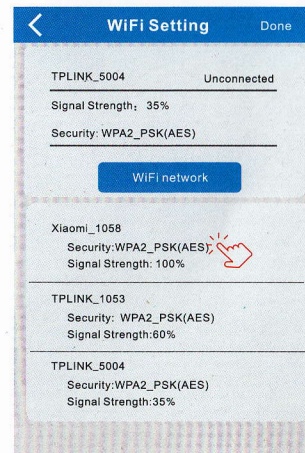 WiFi Setting Done
TPLINK_5004 Unconnected
Signal Strength: 35%
Security: WPA2_PSK(AES)
WiFi network
Xiaomi_1058
Security:WPA2_PSK(AES)
Signal Strength: 100%
TPLINK_1053
Security: WPA2_PSK(AES)
Signal Strength:60%
TPLINK_5004
Security:WPA2_PSK(AES)
Signal Strength:35%